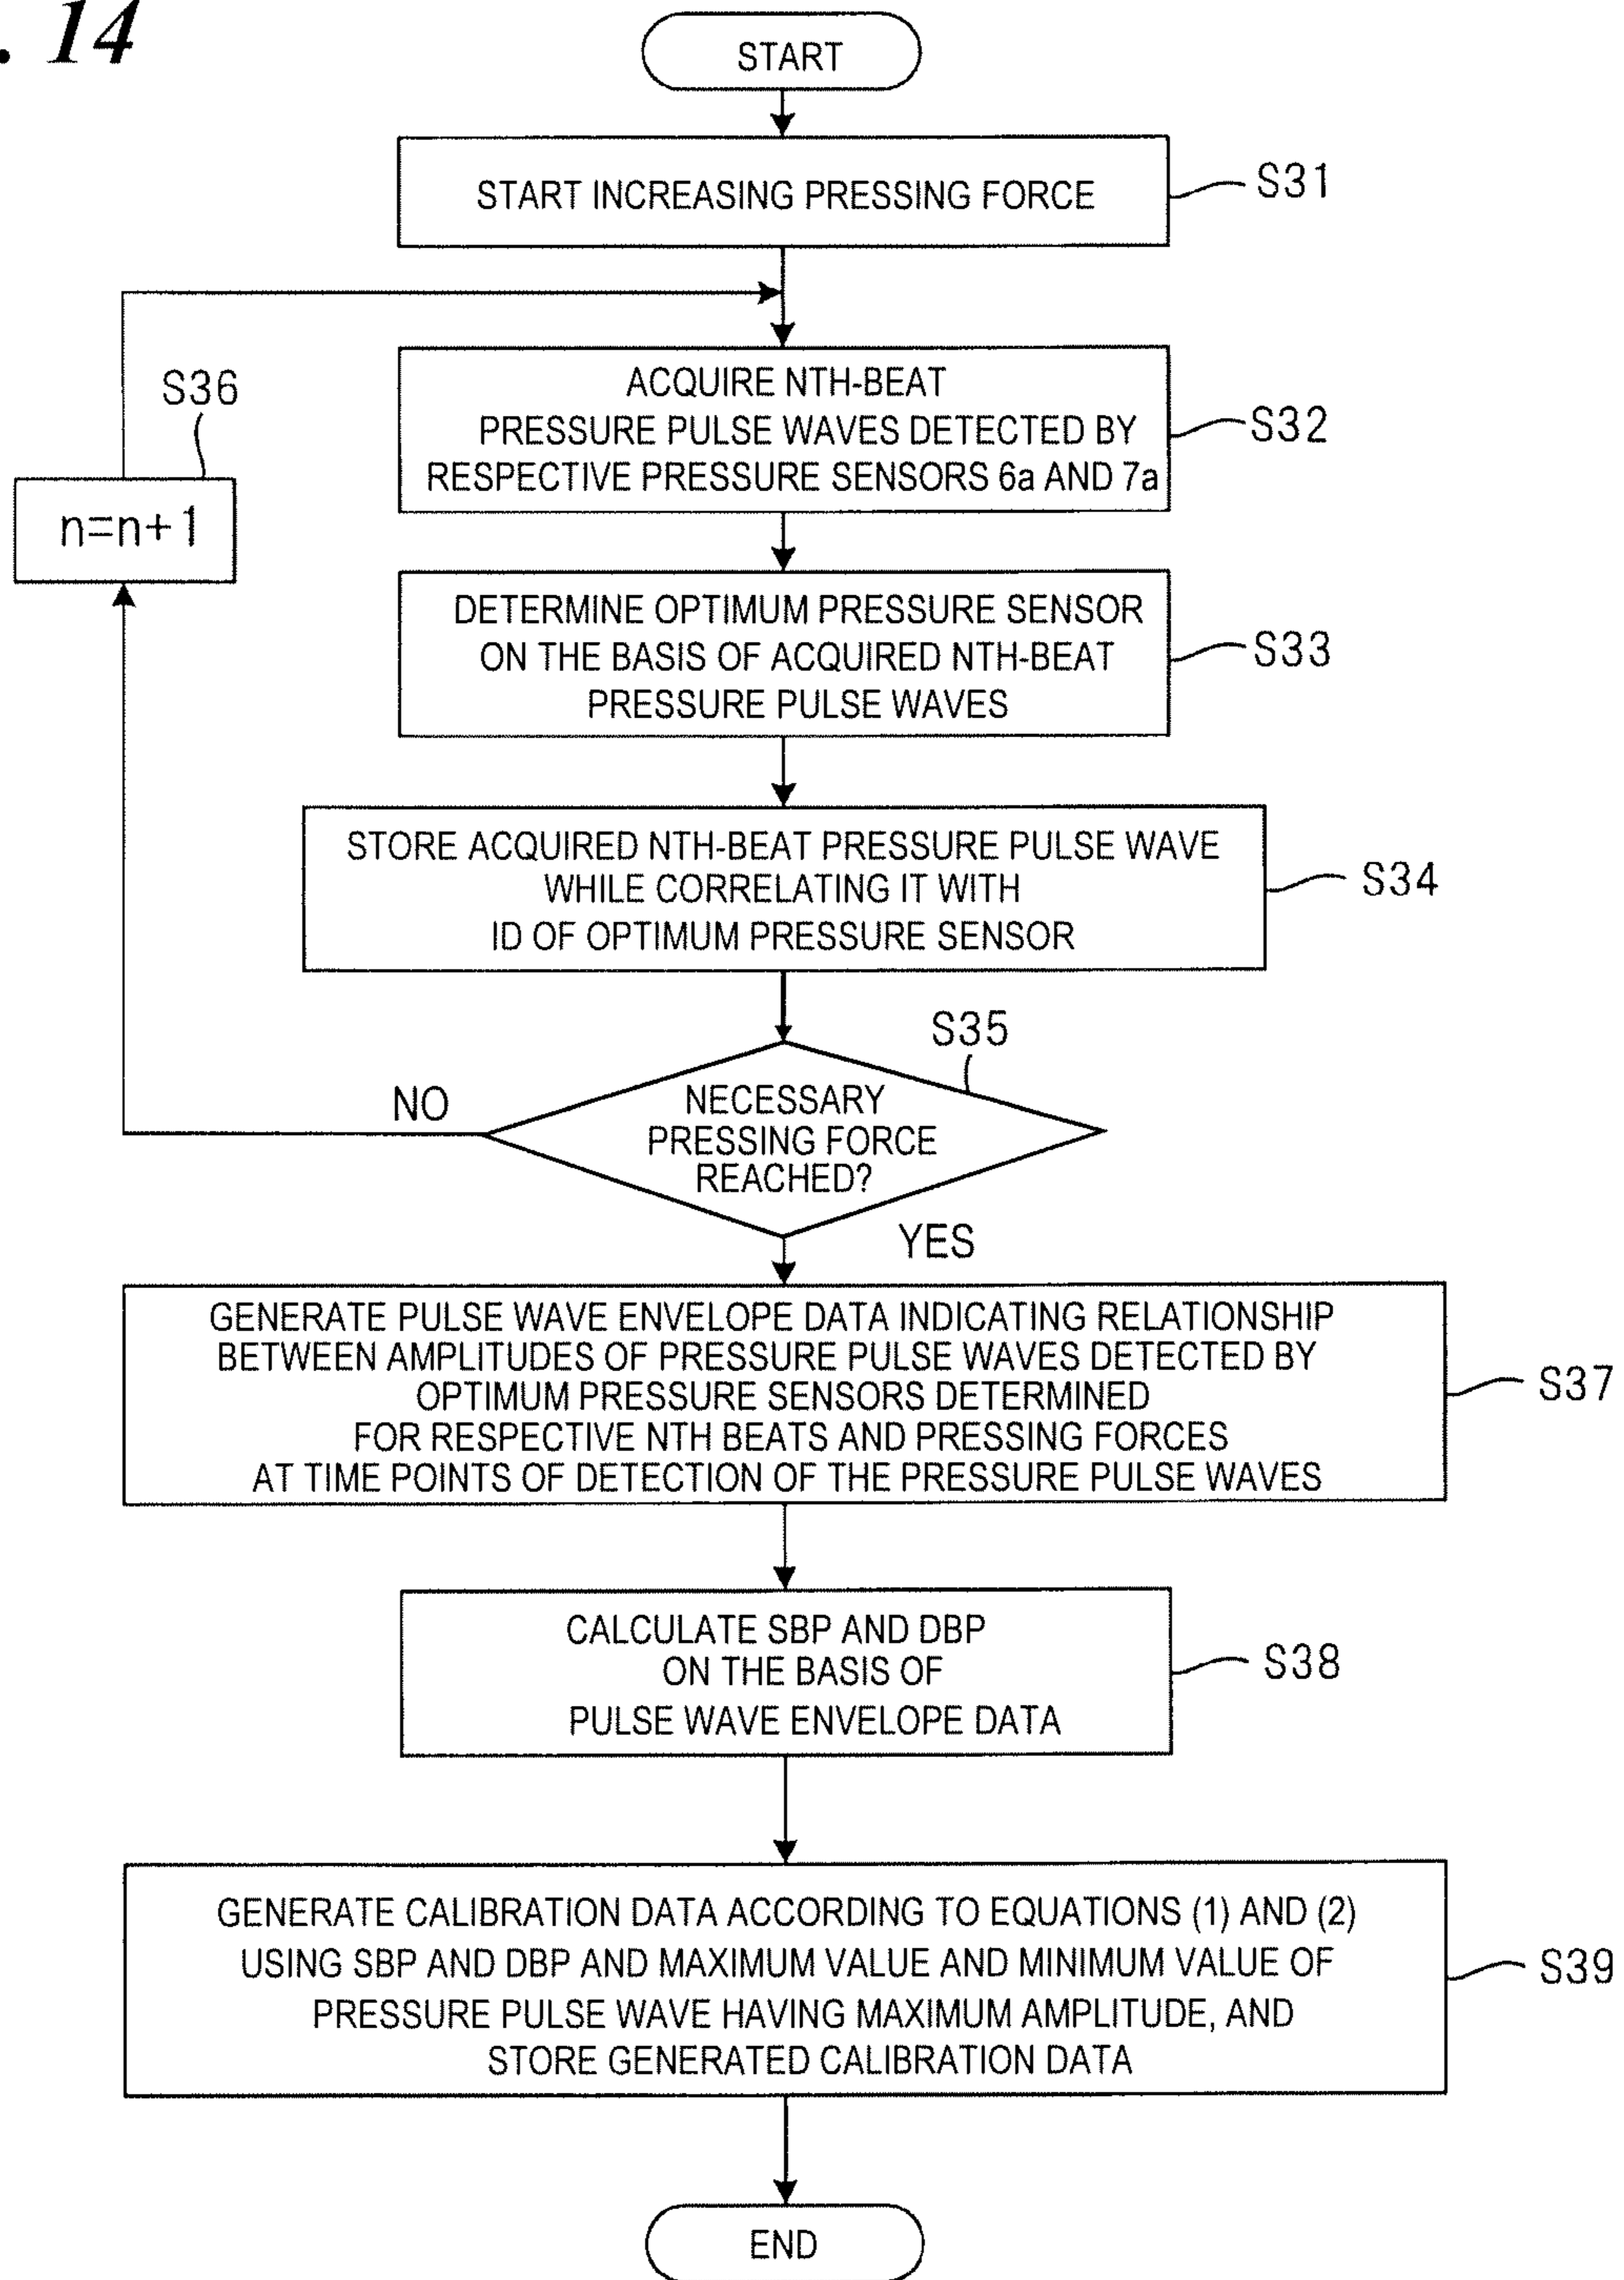 . 14
START
START INCREASING PRESSING FORCE
S31
ACQUIRE NTH-BEAT
PRESSURE PULSE WAVES DETECTED BY
RESPECTIVE PRESSURE SENSORS 6a AND 7a
S32
S36
n=n+1
DETERMINE OPTIMUM PRESSURE SENSOR
ON THE BASIS OF ACQUIRED NTH-BEAT
PRESSURE PULSE WAVES
S33
STORE ACQUIRED NTH-BEAT PRESSURE PULSE WAVE
WHILE CORRELATING IT WITH
ID OF OPTIMUM PRESSURE SENSOR
S34
S35
NECESSARY
PRESSING FORCE
REACHED?
NO
YES
GENERATE PULSE WAVE ENVELOPE DATA INDICATING RELATIONSHIP
BETWEEN AMPLITUDES OF PRESSURE PULSE WAVES DETECTED BY
OPTIMUM PRESSURE SENSORS DETERMINED
FOR RESPECTIVE NTH BEATS AND PRESSING FORCES
AT TIME POINTS OF DETECTION OF THE PRESSURE PULSE WAVES
S37
CALCULATE SBP AND DBP
ON THE BASIS OF
PULSE WAVE ENVELOPE DATA
S38
GENERATE CALIBRATION DATA ACCORDING TO EQUATIONS (1) AND (2)
USING SBP AND DBP AND MAXIMUM VALUE AND MINIMUM VALUE OF
PRESSURE PULSE WAVE HAVING MAXIMUM AMPLITUDE, AND
STORE GENERATED CALIBRATION DATA
S39
END